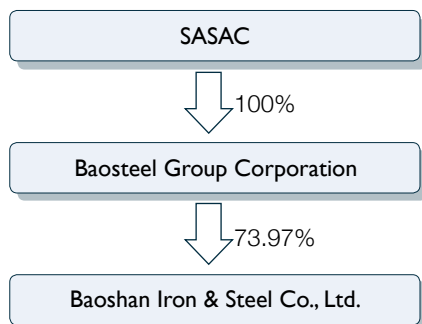 SASAC
100%
Baosteel Group Corporation
73.97%
Baoshan Iron & Steel Co., Ltd.